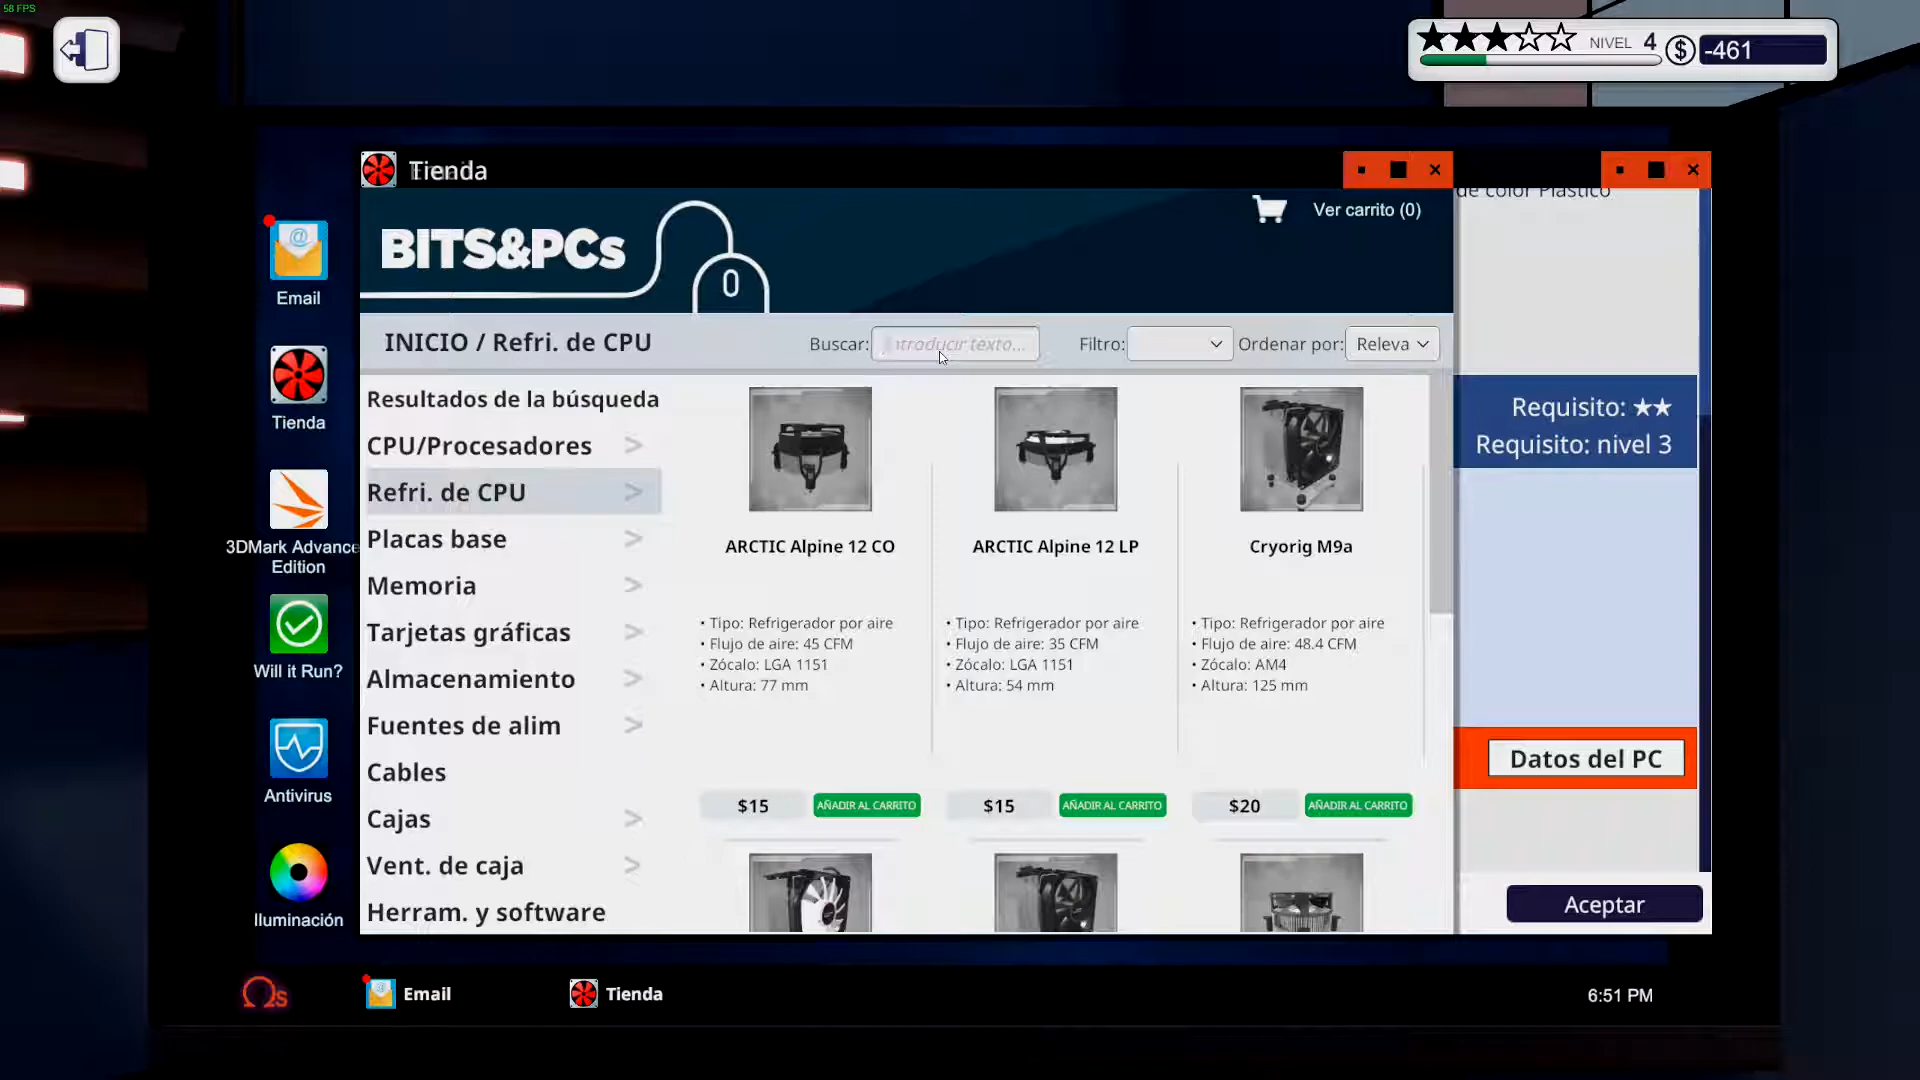 58 FPS
NIVEL 4
$ -461
Tienda
de color Plástico
BITS&PCs
Ver carrito (0)
INICIO / Refri. de CPU
Buscar:
Introducir texto...
Filtro:
Ordenar por:
Releva
Email
Tienda
3DMark Advance
Edition
Will it Run?
Antivirus
Iluminación
Resultados de la búsqueda
CPU/Procesadores >
Refri. de CPU >
Placas base >
Memoria >
Tarjetas gráficas >
Almacenamiento >
Fuentes de alim >
Cables
Cajas >
Vent. de caja >
Herram. y software
ARCTIC Alpine 12 CO
• Tipo: Refrigerador por aire
• Flujo de aire: 45 CFM
• Zócalo: LGA 1151
• Altura: 77 mm
$15
AÑADIR AL CARRITO
ARCTIC Alpine 12 LP
• Tipo: Refrigerador por aire
• Flujo de aire: 35 CFM
• Zócalo: LGA 1151
• Altura: 54 mm
$15
AÑADIR AL CARRITO
Cryorig M9a
• Tipo: Refrigerador por aire
• Flujo de aire: 48.4 CFM
• Zócalo: AM4
• Altura: 125 mm
$20
AÑADIR AL CARRITO
Requisito: ★★
Requisito: nivel 3
Datos del PC
Aceptar
Ωs
Email
Tienda
6:51 PM